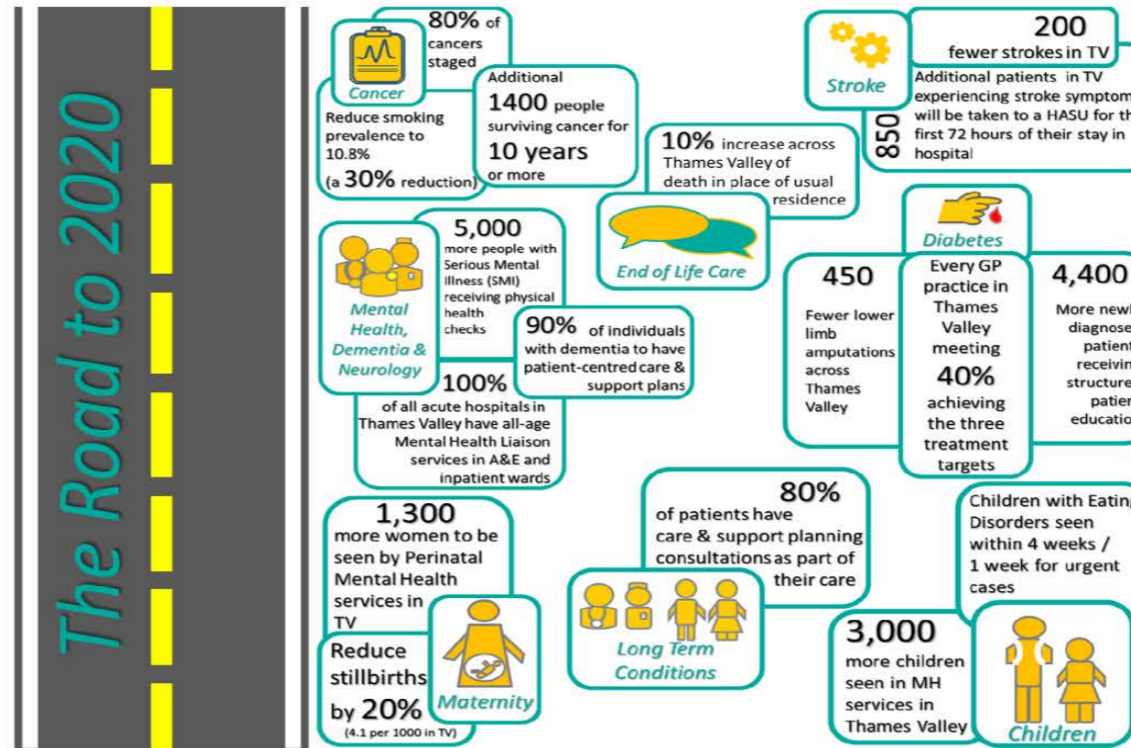 The Road to 2020
80% of
cancers
staged
Cancer
Reduce smoking
prevalence to
10.8%
(a 30% reduction)
Additional
1400 people
surviving cancer for
10 years
or more
10% increase across
Thames Valley of
death in place of usual
residence
End of Life Care
200
fewer strokes in TV
Stroke
850
Additional patients in TV
experiencing stroke symptom
will be taken to a HASU for th
first 72 hours of their stay in
hospital
5,000
more people with
Serious Mental
Illness (SMI)
receiving physical
health
checks
Mental
Health,
Dementia &
Neurology
90% of individuals
with dementia to have
patient-centred care &
support plans
100%
of all acute hospitals in
Thames Valley have all-age
Mental Health Liaison
services in A&E and
inpatient wards
Diabetes
450
Fewer lower
limb
amputations
across
Thames
Valley
Every GP
practice in
Thames
Valley
meeting
40%
achieving
the three
treatment
targets
4,400
More newl
diagnose
patient
receivin
structure
patien
educatio
1,300
more women to be
seen by Perinatal
Mental Health
services in
TV
Reduce
stillbirths
by 20%
(4.1 per 1000 in TV)
Maternity
80%
of patients have
care & support planning
consultations as part of
their care
Long Term
Conditions
Children with Eating
Disorders seen
within 4 weeks /
1 week for urgent
cases
3,000
more children
seen in MH
services in
Thames Valley
Children